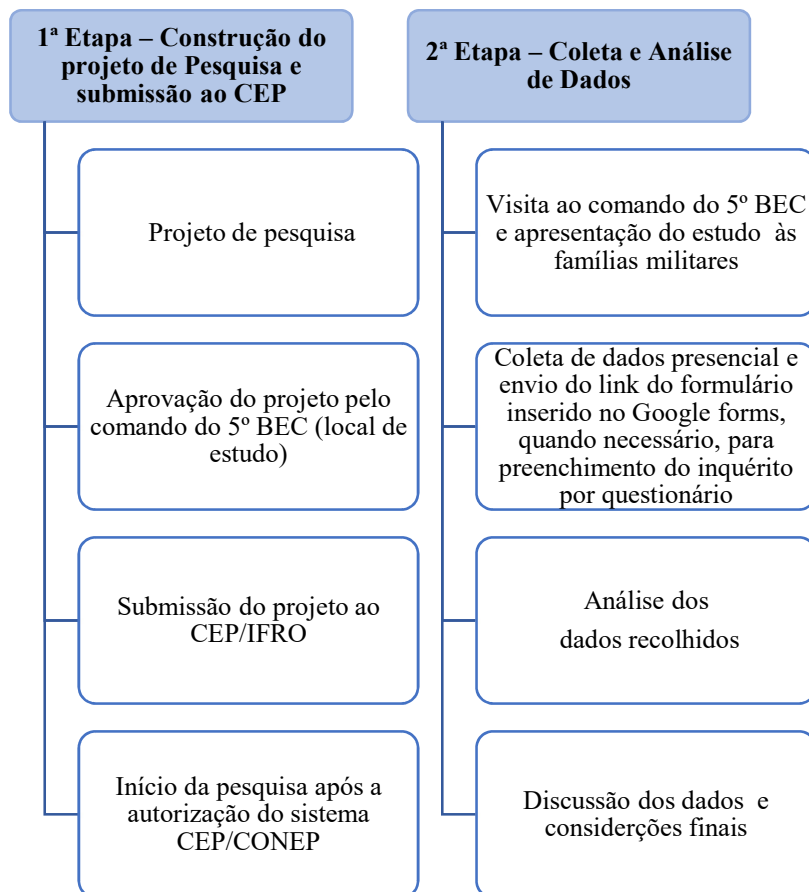 1ª Etapa – Construção do
projeto de Pesquisa e
submissão ao CEP
Projeto de pesquisa
Aprovação do projeto pelo
comando do 5º BEC (local de
estudo)
Submissão do projeto ao
CEP/IFRO
Início da pesquisa após a
autorização do sistema
CEP/CONEP
2ª Etapa – Coleta e Análise
de Dados
Visita ao comando do 5º BEC
e apresentação do estudo às
famílias militares
Coleta de dados presencial e
envio do link do formulário
inserido no Google forms,
quando necessário, para
preenchimento do inquérito
por questionário
Análise dos
dados recolhidos
Discussão dos dados e
considerções finais